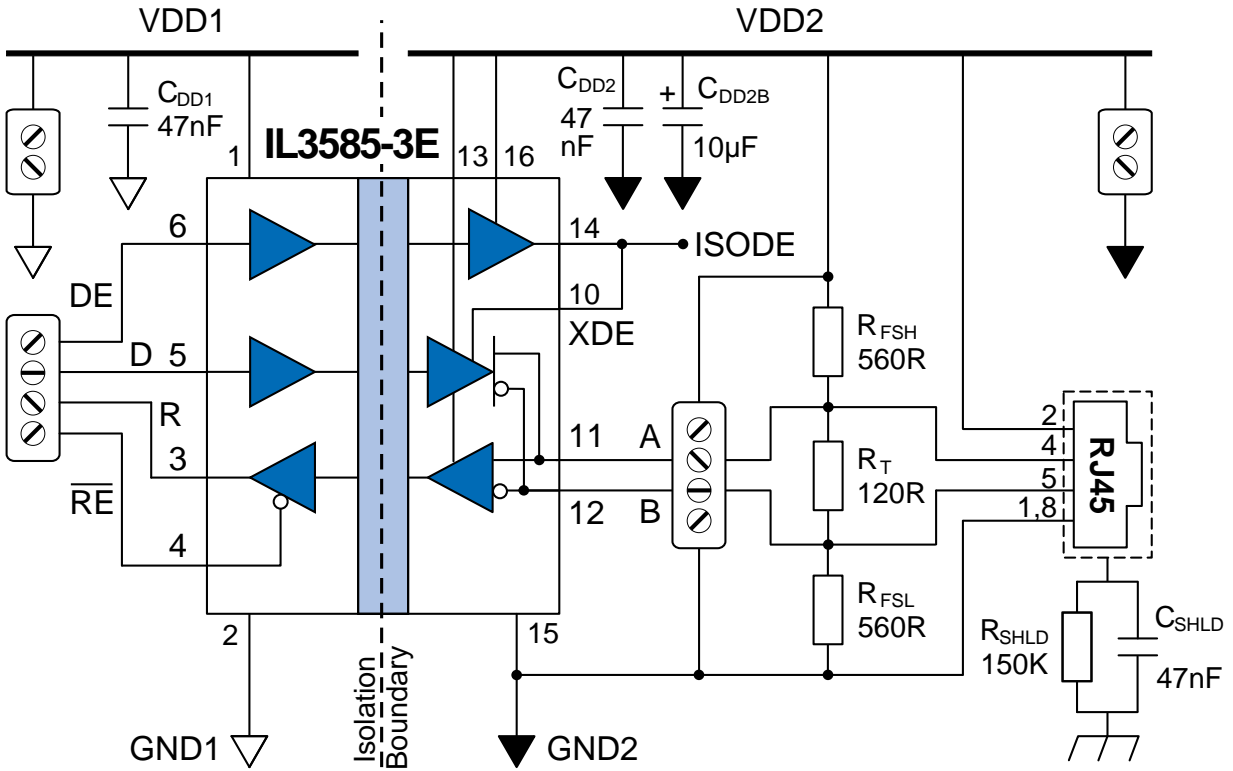 VDD1
VDD2
CDD1
47nF
CDD2
47
nF
+
CDD2B
10µF
1
IL3585-3E
13
16
6
14
ISODE
DE
10
XDE
RFSH
560R
D
5
R
11
A
RT
120R
2
4
5
1,8
RJ45
3
RE
12
B
4
RFSL
560R
2
15
RSHLD
150K
CSHLD
47nF
Isolation
Boundary
GND1
GND2